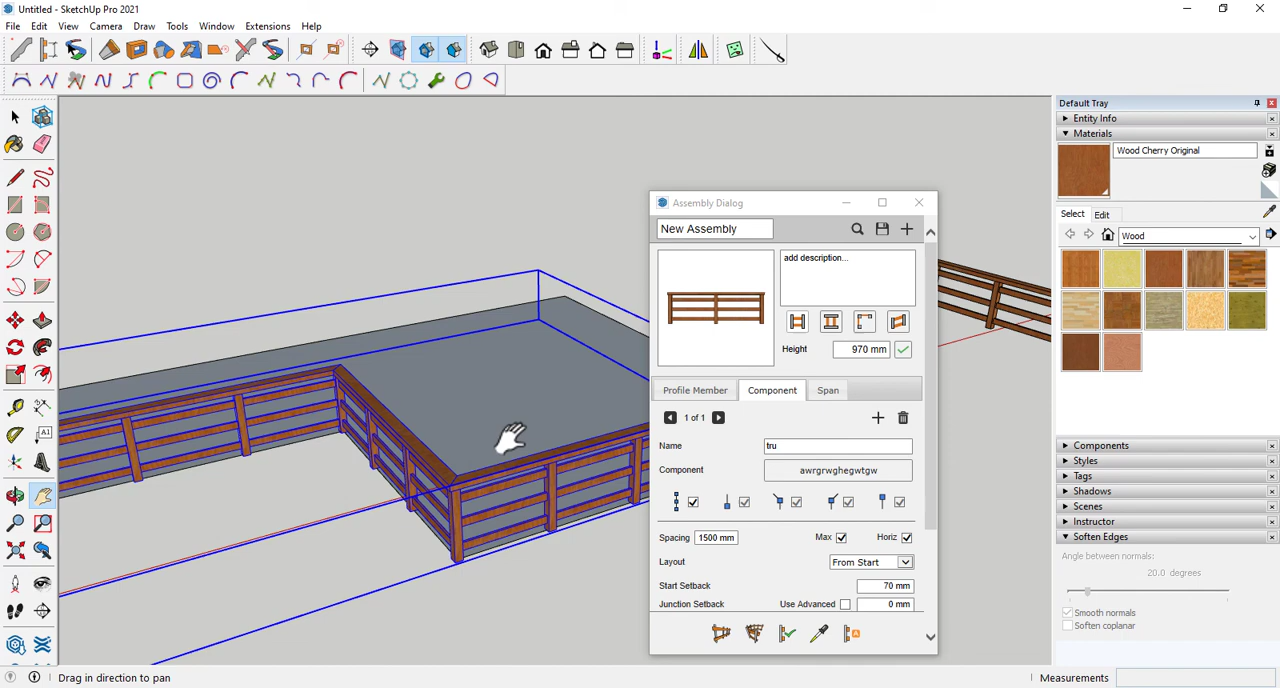 Untitled - SketchUp Pro 2021
File Edit View Camera Draw Tools Window Extensions Help
Default Tray
Entity Info
Materials
Wood Cherry Original
Select Edit
Wood
Components
Styles
Tags
Shadows
Scenes
Instructor
Soften Edges
Angle between normals:
20.0 degrees
Smooth normals
Soften coplanar
Assembly Dialog
New Assembly
add description...
Height 970 mm
Profile Member Component Span
1 of 1
Name tru
Component awrgrwghegwtgw
Spacing 1500 mm Max Horiz
Layout From Start
Start Setback 70 mm
Junction Setback Use Advanced 0 mm
A1
A
A
Drag in direction to pan
Measurements